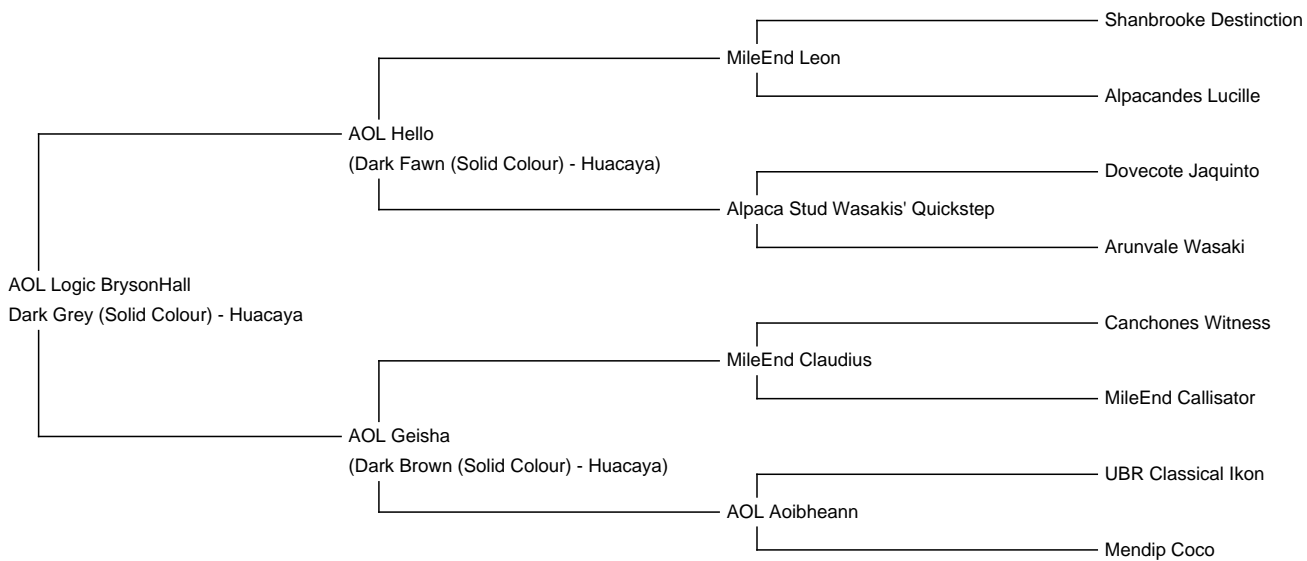 Shanbrooke Destinction
MileEnd Leon
Alpacandes Lucille
AOL Hello
(Dark Fawn (Solid Colour) - Huacaya)
Dovecote Jaquinto
Alpaca Stud Wasakis' Quickstep
Arunvale Wasaki
AOL Logic BrysonHall
Dark Grey (Solid Colour) - Huacaya
Canchones Witness
MileEnd Claudius
MileEnd Callisator
AOL Geisha
(Dark Brown (Solid Colour) - Huacaya)
UBR Classical Ikon
AOL Aoibheann
Mendip Coco